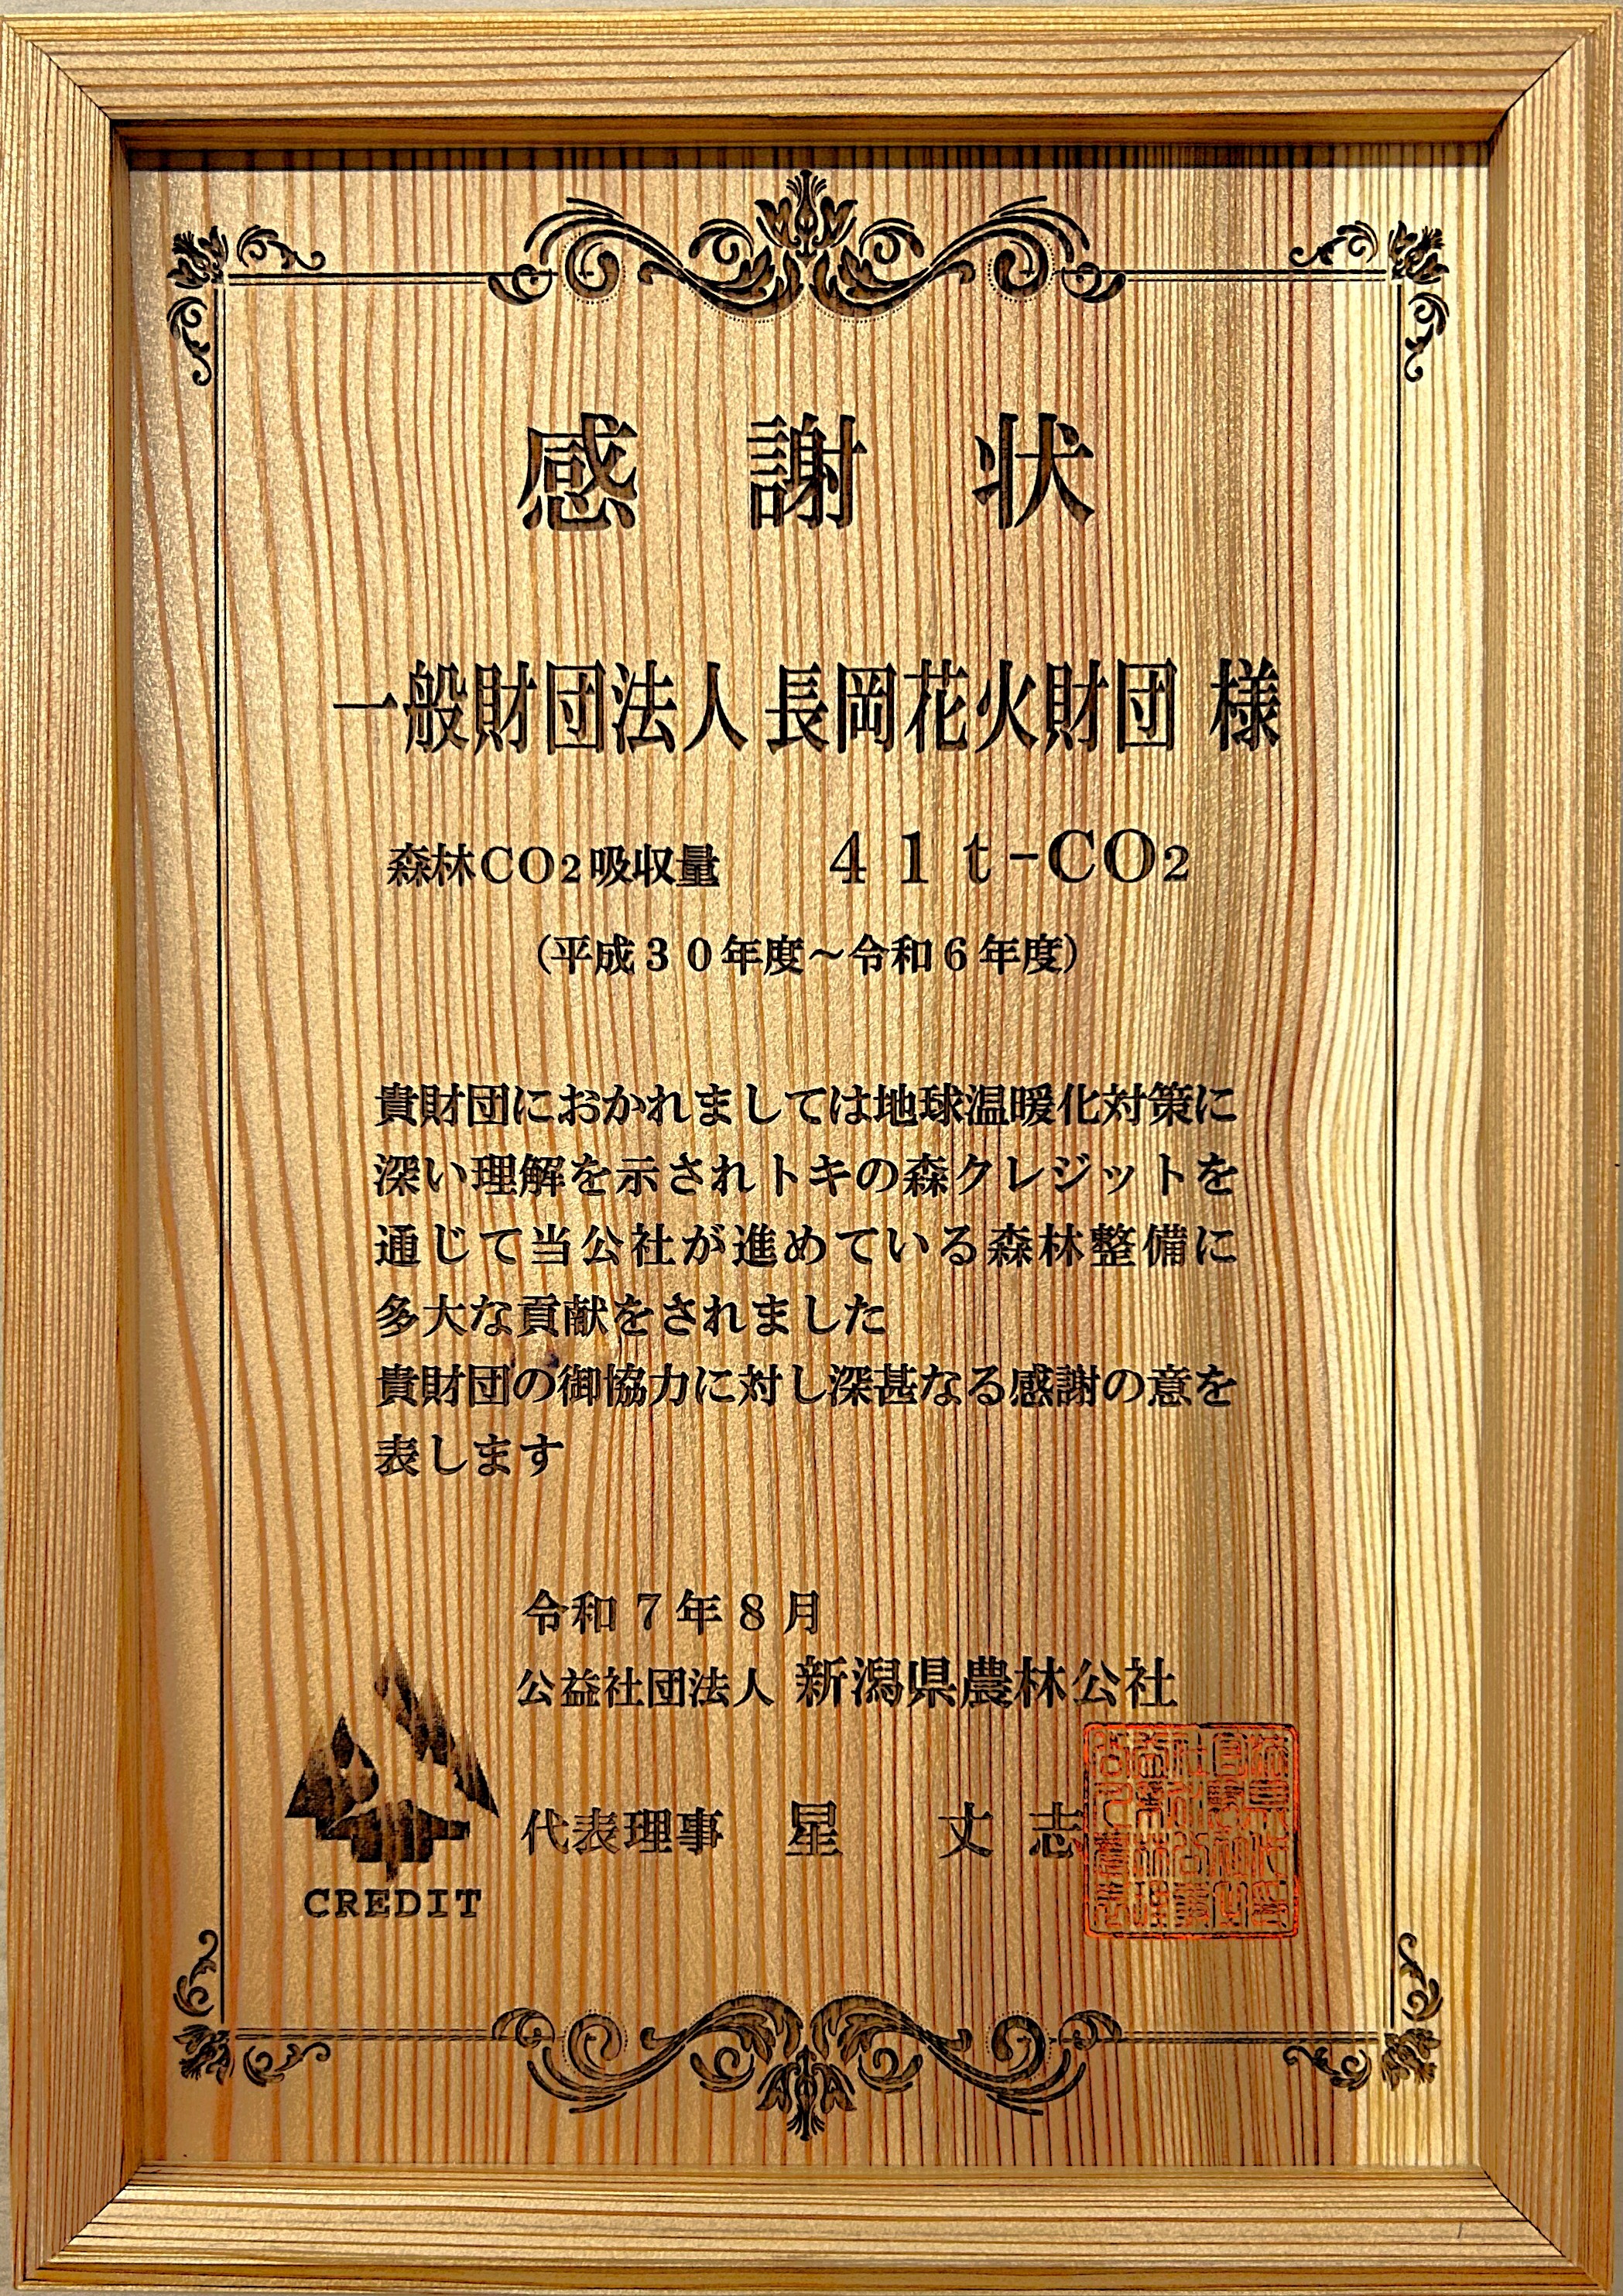 感謝状
一般財団法人 長岡花火財団 様
森林CO2吸収量 41t-CO2
(平成30年度～令和6年度)
貴財団におかれましては地球温暖化対策に
深い理解を示されトキの森クレジットを
通じて当公社が進めている森林整備に
多大な貢献をされました
貴財団の御協力に対し深甚なる感謝の意を
表します
令和7年8月
公益社団法人 新潟県農林公社
代表理事 星 丈志
CREDIT